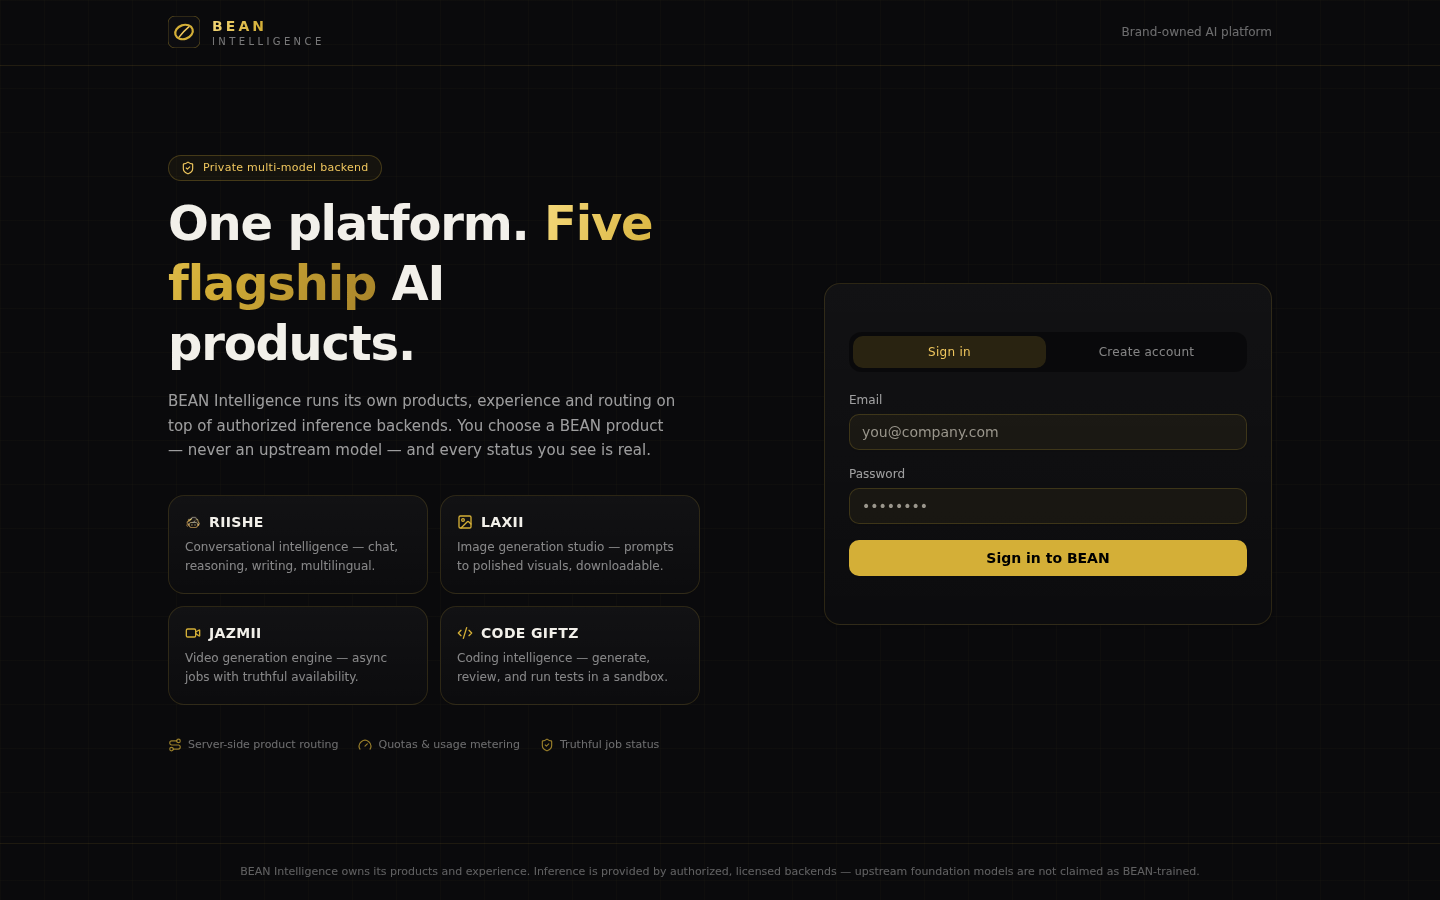 BEAN
INTELLIGENCE
Brand-owned AI platform
Private multi-model backend
One platform. Five
flagship AI
products.
BEAN Intelligence runs its own products, experience and routing on
top of authorized inference backends. You choose a BEAN product
— never an upstream model — and every status you see is real.
RIISHE
Conversational intelligence — chat,
reasoning, writing, multilingual.
LAXII
Image generation studio — prompts
to polished visuals, downloadable.
JAZMII
Video generation engine — async
jobs with truthful availability.
CODE GIFTZ
Coding intelligence — generate,
review, and run tests in a sandbox.
Server-side product routing
Quotas & usage metering
Truthful job status
Sign in
Create account
Email
you@company.com
Password
••••••••
Sign in to BEAN
BEAN Intelligence owns its products and experience. Inference is provided by authorized, licensed backends — upstream foundation models are not claimed as BEAN-trained.